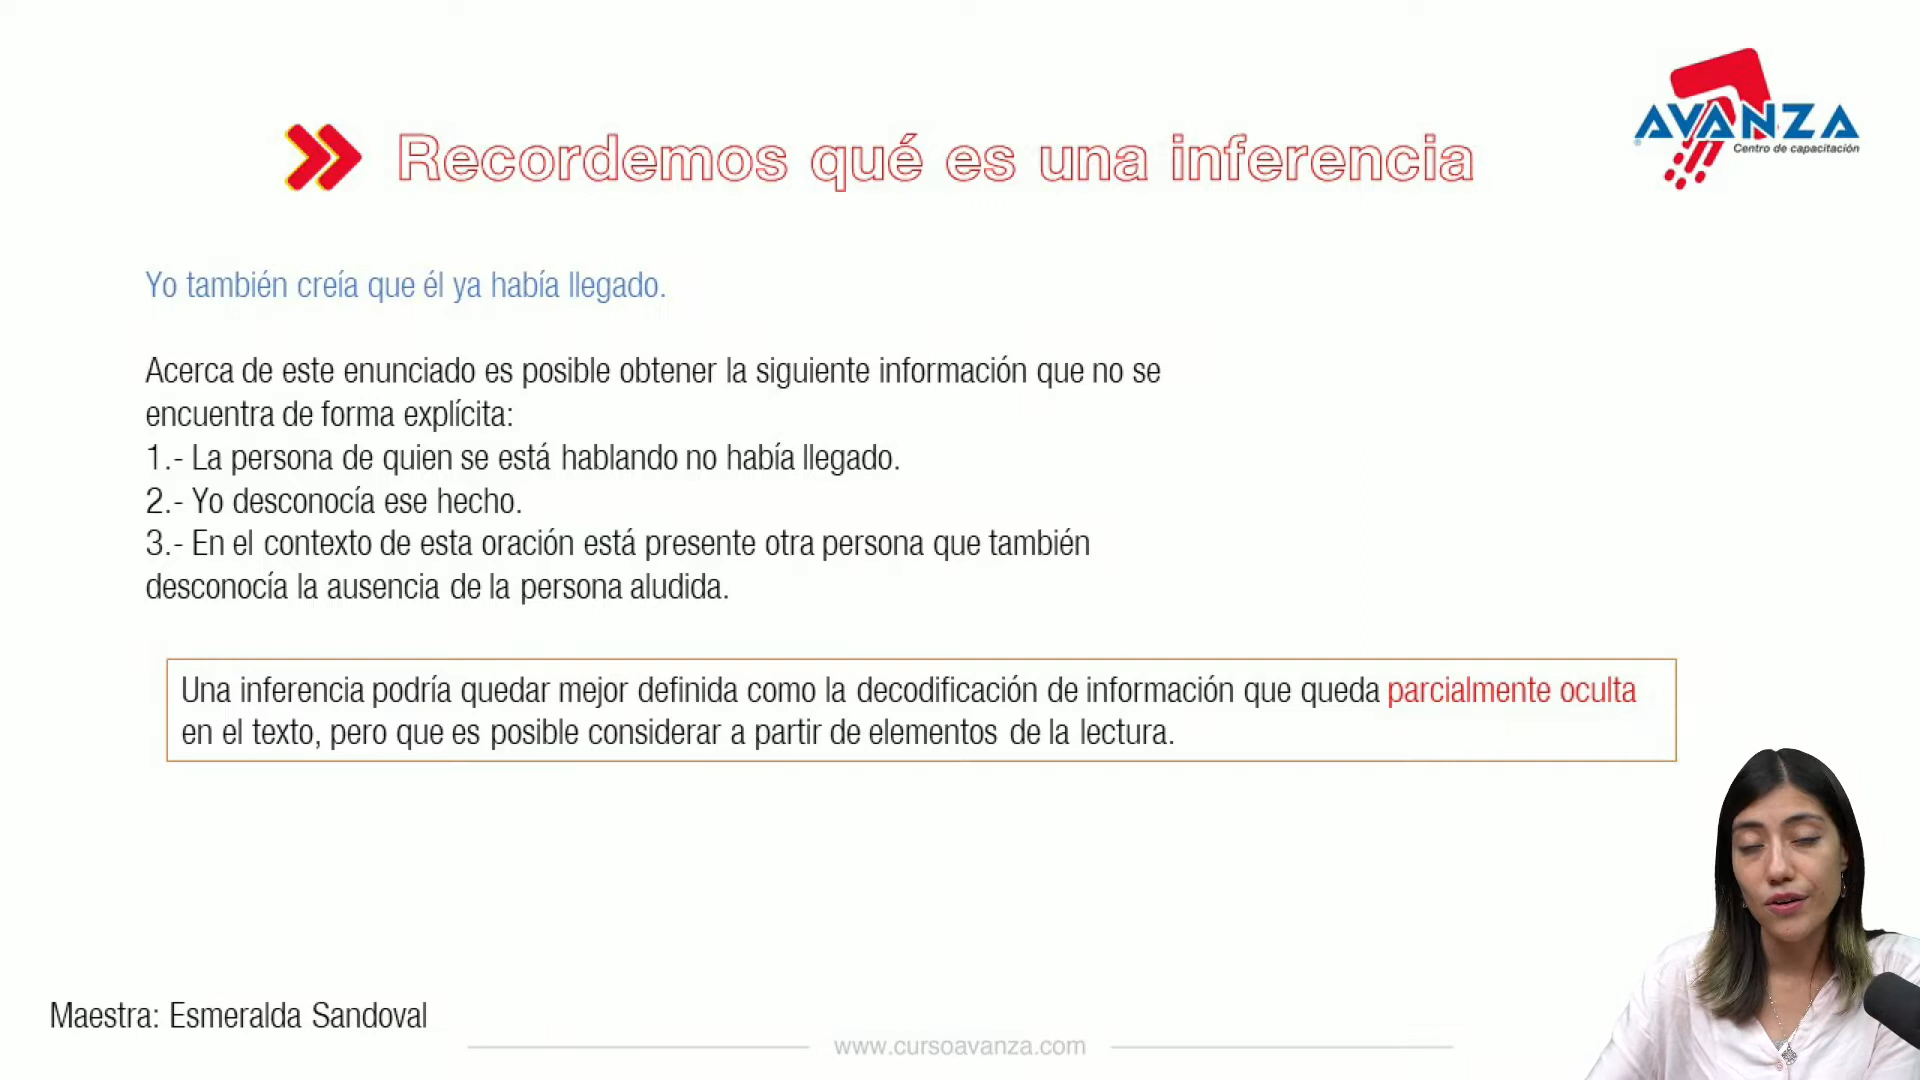 AVANZA
Centro de capacitación
Recordemos qué es una inferencia
Yo también creía que él ya había llegado.
Acerca de este enunciado es posible obtener la siguiente información que no se
encuentra de forma explícita:
1.- La persona de quien se está hablando no había llegado.
2.- Yo desconocía ese hecho.
3.- En el contexto de esta oración está presente otra persona que también
desconocía la ausencia de la persona aludida.
Una inferencia podría quedar mejor definida como la decodificación de información que queda parcialmente oculta
en el texto, pero que es posible considerar a partir de elementos de la lectura.
Maestra: Esmeralda Sandoval
www.cursoavanza.com